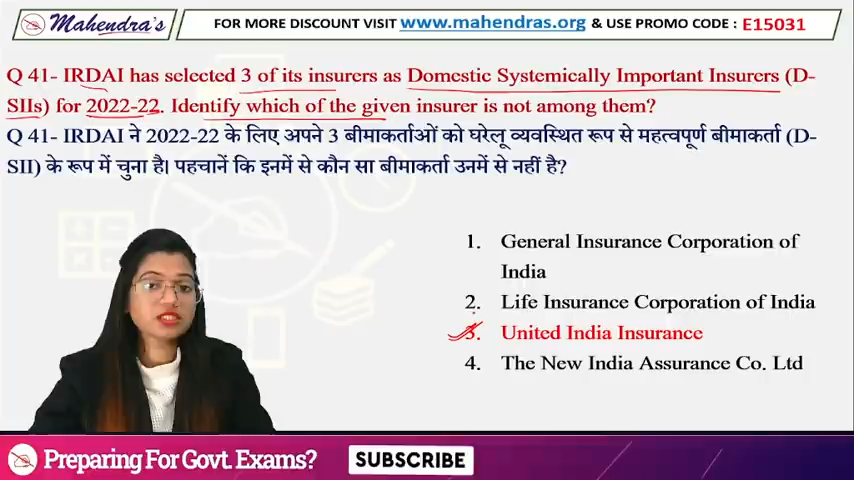 Mahendra's
FOR MORE DISCOUNT VISIT www.mahendras.org & USE PROMO CODE : E15031
Q 41- IRDAI has selected 3 of its insurers as Domestic Systemically Important Insurers (D-
SIIs) for 2022-22. Identify which of the given insurer is not among them?
Q 41- IRDAI ने 2022-22 के लिए अपने 3 बीमाकर्ताओं को घरेलू व्यवस्थित रूप से महत्वपूर्ण बीमाकर्ता (D-
SII) के रूप में चुना है। पहचानें कि इनमें से कौन सा बीमाकर्ता उनमें से नहीं है?
1. General Insurance Corporation of
India
2. Life Insurance Corporation of India
3. United India Insurance
4. The New India Assurance Co. Ltd
Preparing For Govt. Exams? SUBSCRIBE